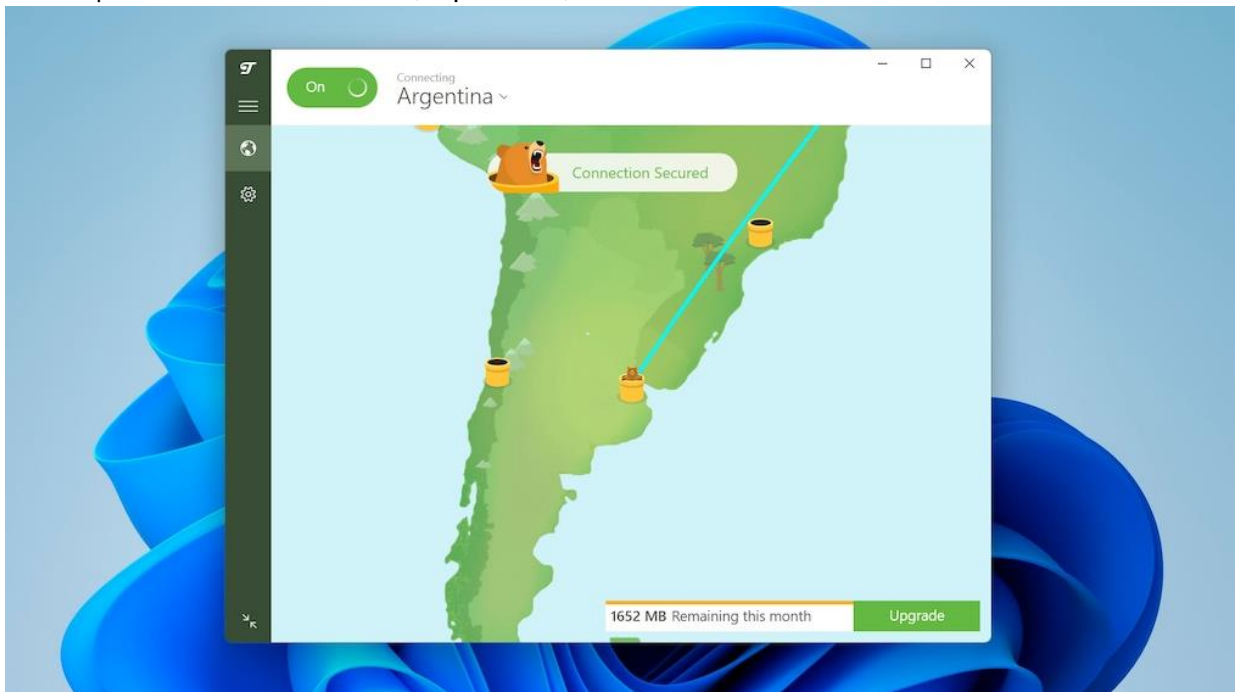 On
Connecting
Argentina
Connection Secured
1652 MB Remaining this month
Upgrade